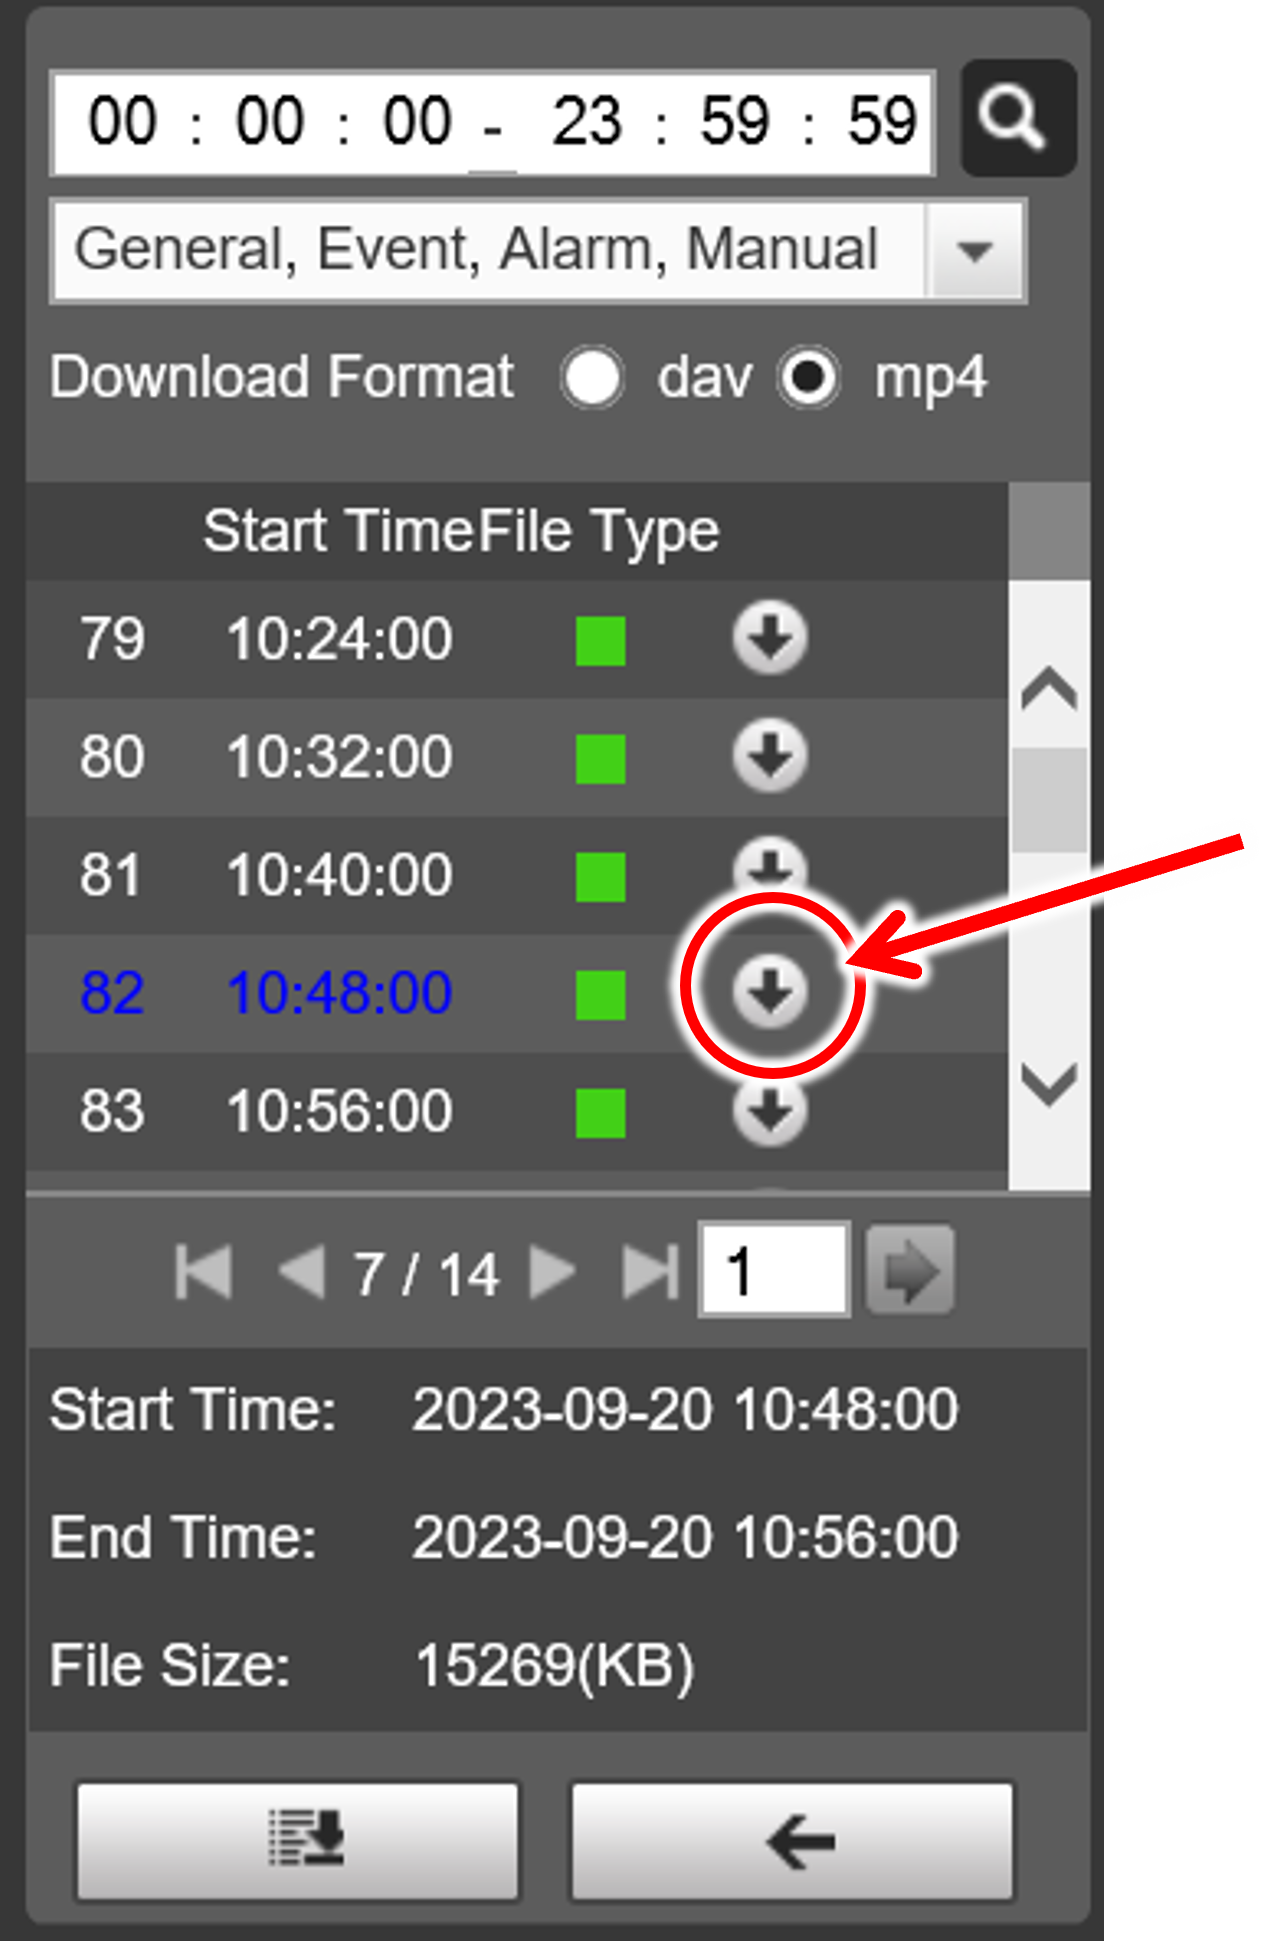 00 : 00 : 00 - 23 : 59 : 59
General, Event, Alarm, Manual
Download Format dav mp4
Start Time File Type
79 10:24:00
80 10:32:00
81 10:40:00
82 10:48:00
83 10:56:00
7 / 14 1
Start Time: 2023-09-20 10:48:00
End Time: 2023-09-20 10:56:00
File Size: 15269(KB)